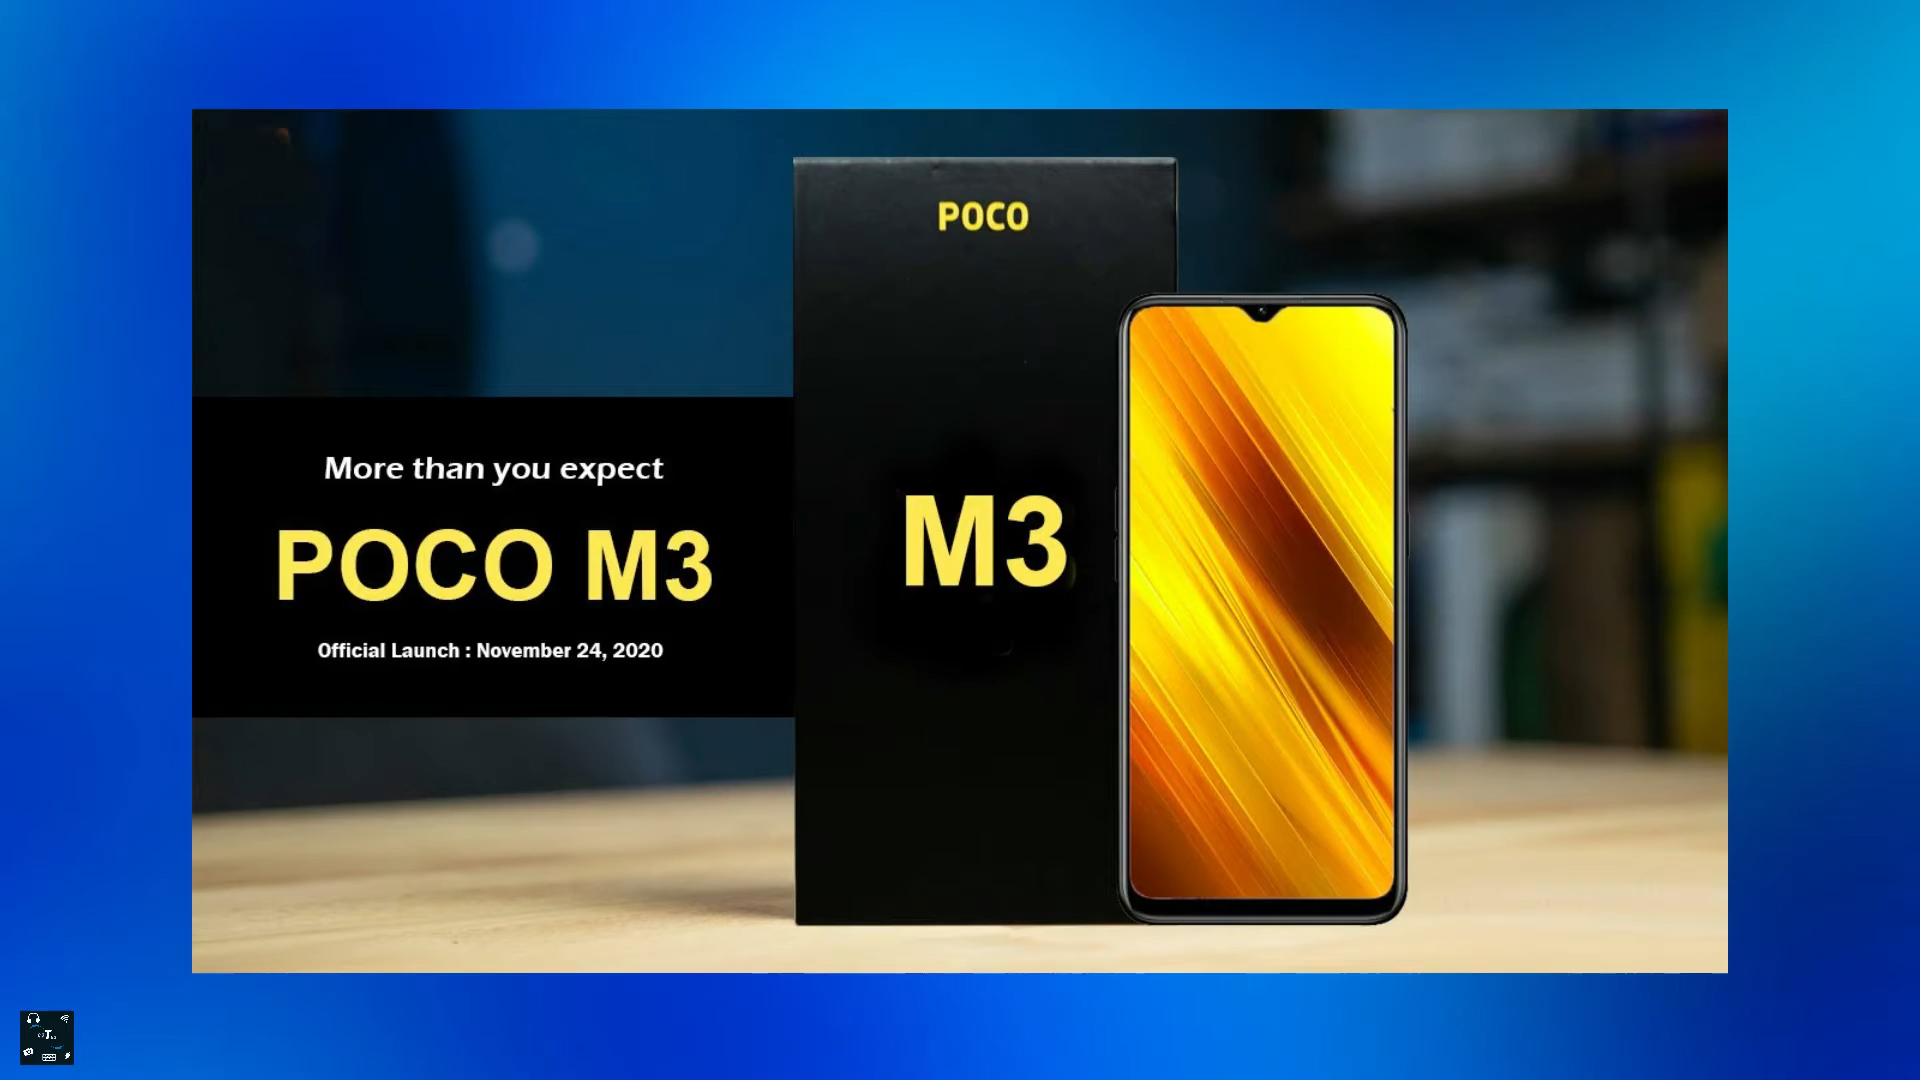 POCO
M3
More than you expect
POCO M3
Official Launch : November 24, 2020